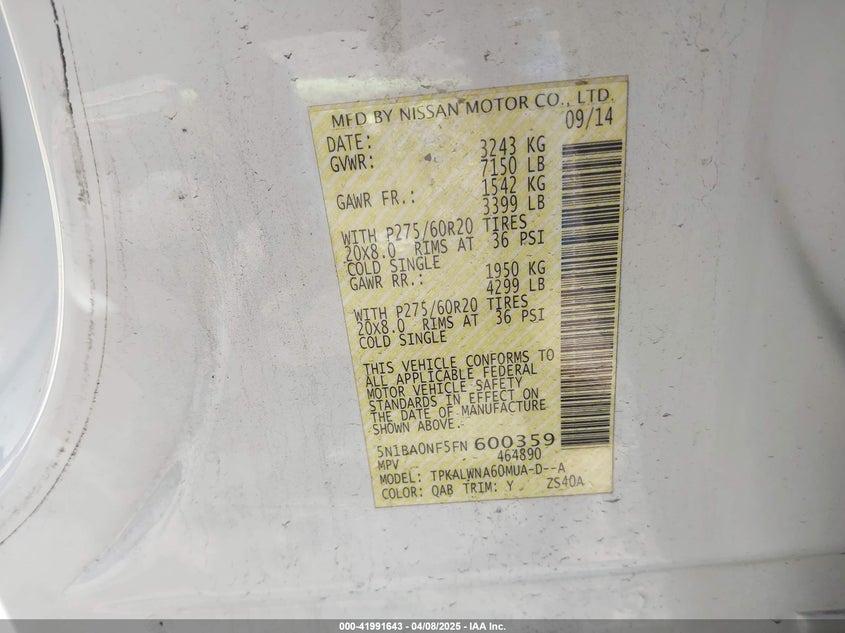 MFD BY NISSAN MOTOR CO., LTD.
DATE: 09/14
GVWR: 3243 KG
7150 LB
GAWR FR.: 1542 KG
3399 LB
WITH P275/60R20 TIRES
20X8.0 RIMS AT 36 PSI
COLD SINGLE
GAWR RR.: 1950 KG
4299 LB
WITH P275/60R20 TIRES
20X8.0 RIMS AT 36 PSI
COLD SINGLE
THIS VEHICLE CONFORMS TO
ALL APPLICABLE FEDERAL
MOTOR VEHICLE SAFETY
STANDARDS IN EFFECT ON
THE DATE OF MANUFACTURE
SHOWN ABOVE.
5N1BA0NF5FN 600359
MPV 464890
MODEL: TPKALWNA60MUA-D--A
COLOR: QAB TRIM: Y ZS40A
000-41991643 - 04/08/2025 - IAA Inc.